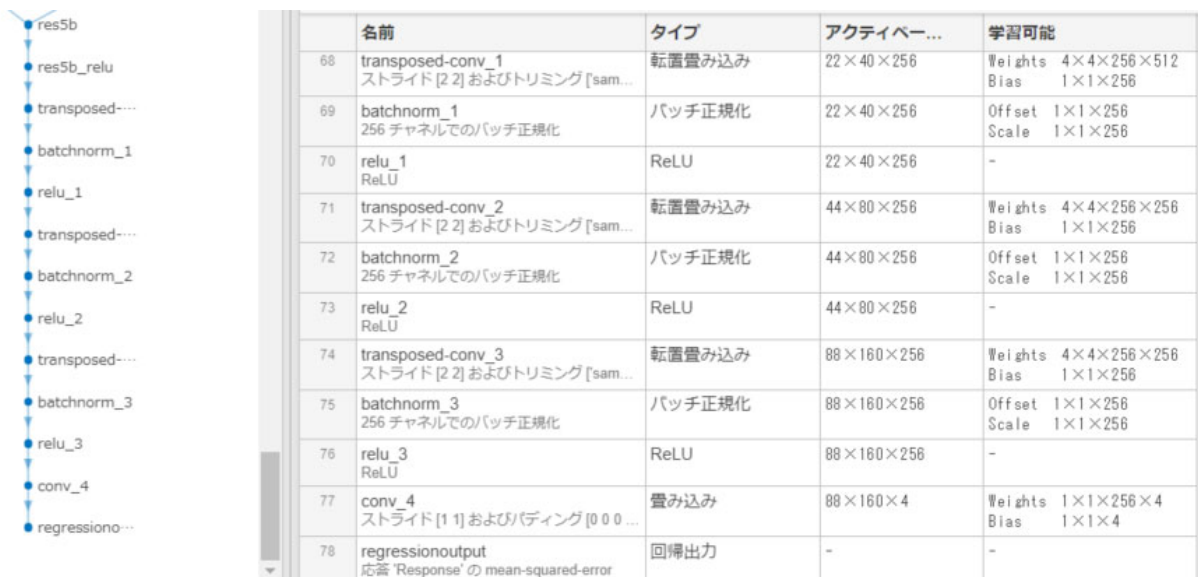 res5b
res5b_relu
transposed-…
batchnorm_1
relu_1
transposed-…
batchnorm_2
relu_2
transposed-…
batchnorm_3
relu_3
conv_4
regressiono…
名前 タイプ アクティベー... 学習可能
68 transposed-conv_1 転置畳み込み 22×40×256 Weights 4×4×256×512
ストライド [2 2] およびトリミング ['sam... Bias 1×1×256
69 batchnorm_1 バッチ正規化 22×40×256 Offset 1×1×256
256 チャネルでのバッチ正規化 Scale 1×1×256
70 relu_1 ReLU 22×40×256 -
ReLU
71 transposed-conv_2 転置畳み込み 44×80×256 Weights 4×4×256×256
ストライド [2 2] およびトリミング ['sam... Bias 1×1×256
72 batchnorm_2 バッチ正規化 44×80×256 Offset 1×1×256
256 チャネルでのバッチ正規化 Scale 1×1×256
73 relu_2 ReLU 44×80×256 -
ReLU
74 transposed-conv_3 転置畳み込み 88×160×256 Weights 4×4×256×256
ストライド [2 2] およびトリミング ['sam... Bias 1×1×256
75 batchnorm_3 バッチ正規化 88×160×256 Offset 1×1×256
256 チャネルでのバッチ正規化 Scale 1×1×256
76 relu_3 ReLU 88×160×256 -
ReLU
77 conv_4 畳み込み 88×160×4 Weights 1×1×256×4
ストライド [1 1] およびパディング [0 0 0 ... Bias 1×1×4
78 regressionoutput 回帰出力 - -
応答 'Response' の mean-squared-error